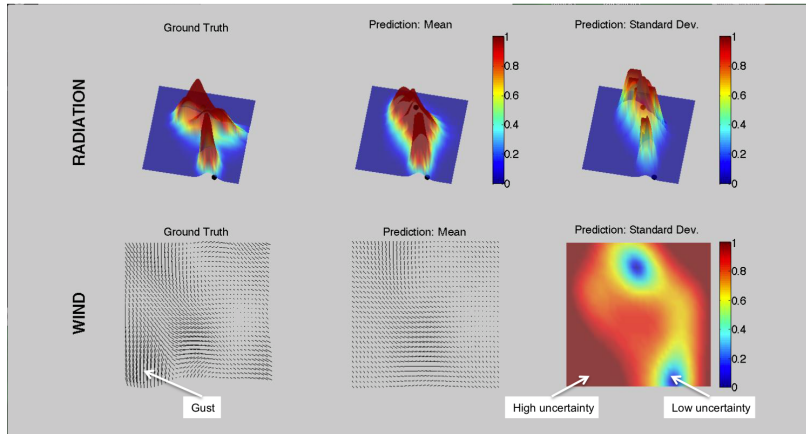 Ground Truth
Prediction: Mean
Prediction: Standard Dev.
RADIATION
1
0.8
0.6
0.4
0.2
0
1
0.8
0.6
0.4
0.2
0
Ground Truth
Prediction: Mean
Prediction: Standard Dev.
WIND
1
0.8
0.6
0.4
0.2
0
Gust
High uncertainty
Low uncertainty